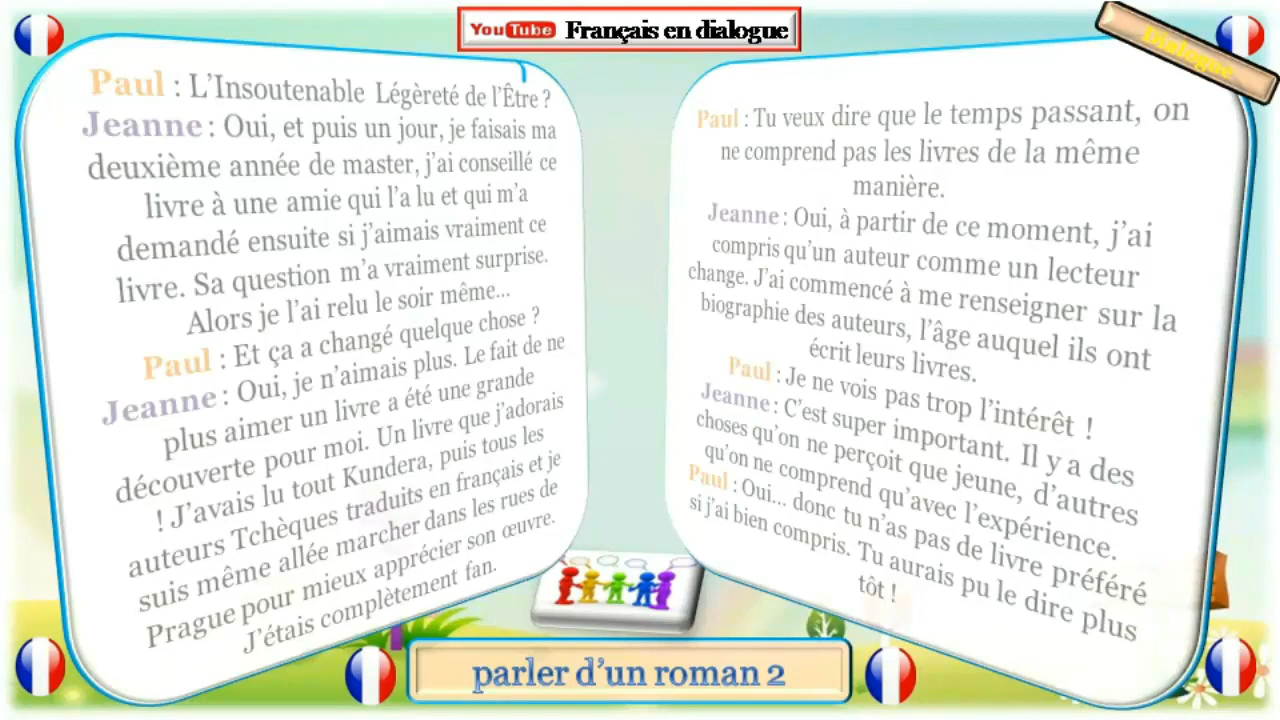 YouTube Français en dialogue
Dialogue
Paul : L’Insoutenable Légèreté de l’Être ?
Jeanne : Oui, et puis un jour, je faisais ma
deuxième année de master, j’ai conseillé ce
livre à une amie qui l’a lu et qui m’a
demandé ensuite si j’aimais vraiment ce
livre. Sa question m’a vraiment surprise.
Alors je l’ai relu le soir même…
Paul : Et ça a changé quelque chose ?
Jeanne : Oui, je n’aimais plus. Le fait de ne
plus aimer un livre a été une grande
découverte pour moi. Un livre que j’adorais
! J’avais lu tout Kundera, puis tous les
auteurs Tchèques traduits en français et je
suis même allée marcher dans les rues de
Prague pour mieux apprécier son œuvre.
J’étais complètement fan.
Paul : Tu veux dire que le temps passant, on
ne comprend pas les livres de la même
manière.
Jeanne : Oui, à partir de ce moment, j’ai
compris qu’un auteur comme un lecteur
change. J’ai commencé à me renseigner sur la
biographie des auteurs, l’âge auquel ils ont
écrit leurs livres.
Paul : Je ne vois pas trop l’intérêt !
Jeanne : C’est super important. Il y a des
choses qu’on ne perçoit que jeune, d’autres
qu’on ne comprend qu’avec l’expérience.
Paul : Oui… donc tu n’as pas de livre préféré
si j’ai bien compris. Tu aurais pu le dire plus
tôt !
parler d’un roman 2